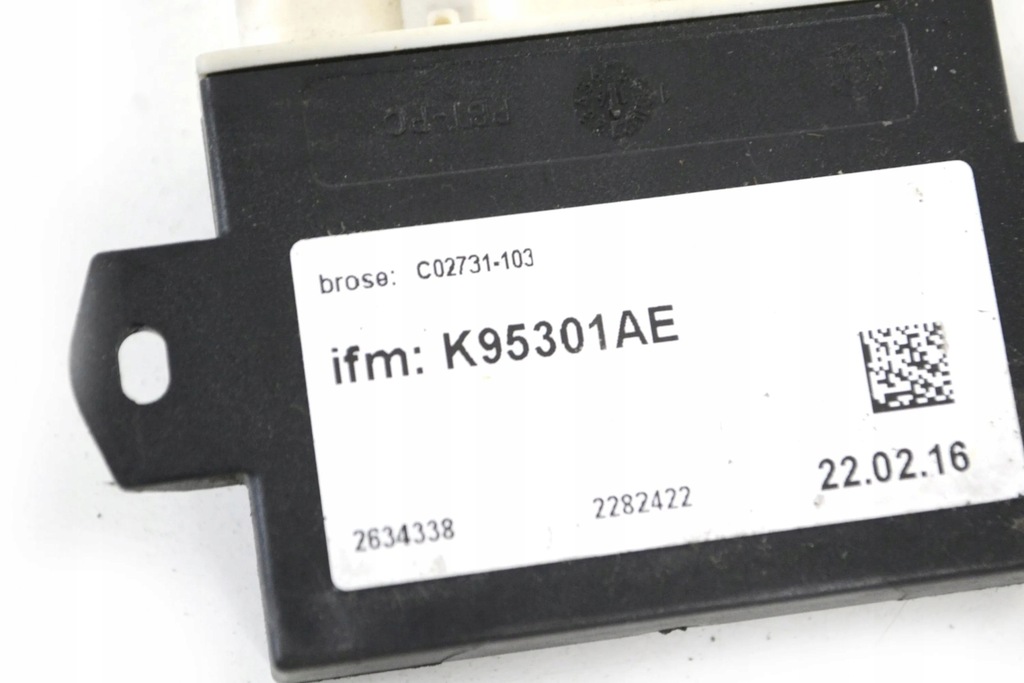 brose: C02731-103
ifm: K95301AE
22.02.16
2634338 2282422